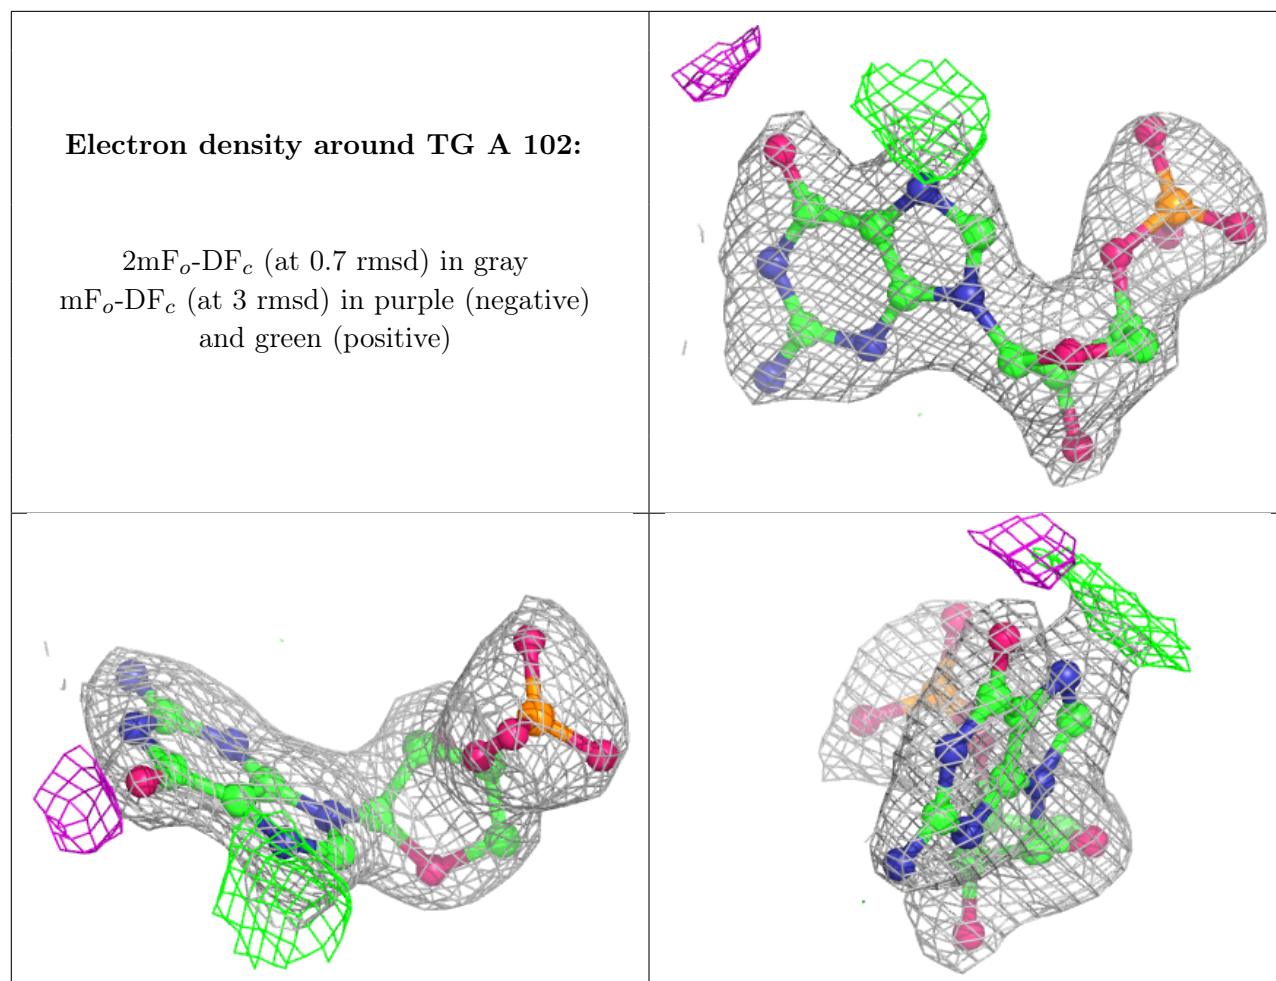 Electron density around TG A 102:
2mFo-DFc (at 0.7 rmsd) in gray
mFo-DFc (at 3 rmsd) in purple (negative)
and green (positive)